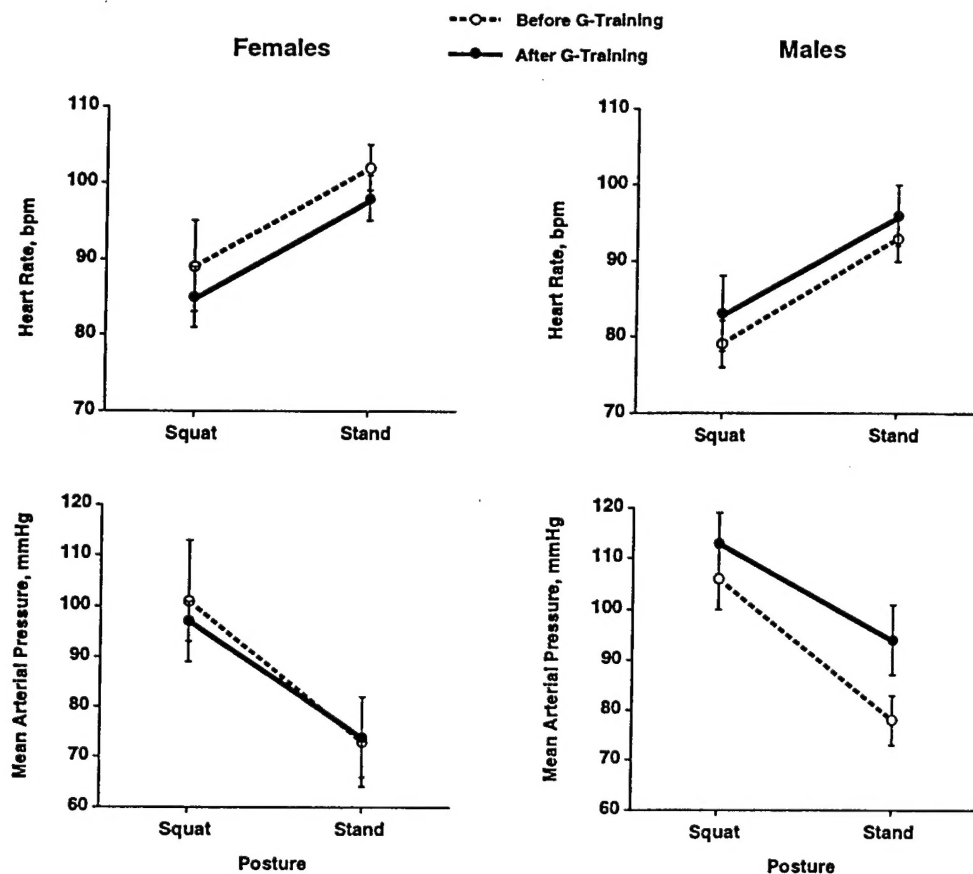 Before G-Training
After G-Training
Females
Males
Heart Rate, bpm
110
100
90
80
70
Squat Stand
Heart Rate, bpm
110
100
90
80
70
Squat Stand
Mean Arterial Pressure, mmHg
120
110
100
90
80
70
60
Squat Stand
Posture
Mean Arterial Pressure, mmHg
120
110
100
90
80
70
60
Squat Stand
Posture